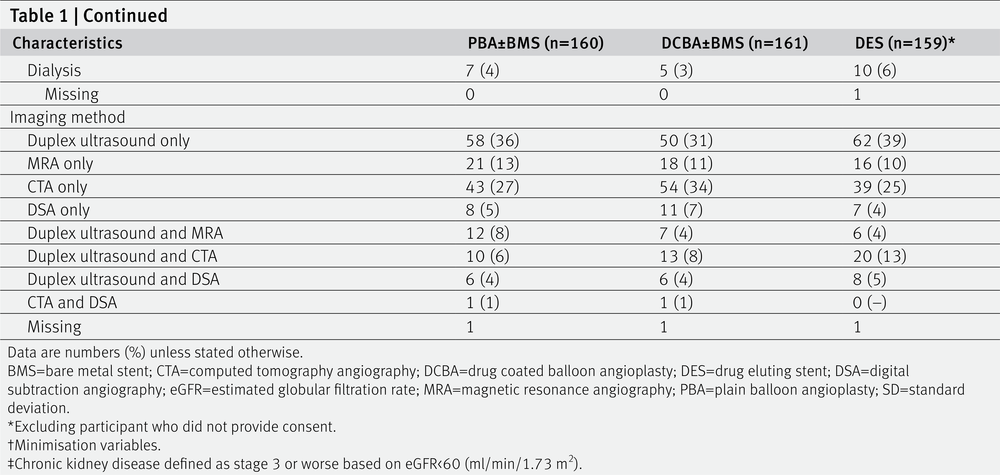 Table 1 | Continued
Characteristics PBA±BMS (n=160) DCBA±BMS (n=161) DES (n=159)*
Dialysis 7 (4) 5 (3) 10 (6)
Missing 0 0 1
Imaging method
Duplex ultrasound only 58 (36) 50 (31) 62 (39)
MRA only 21 (13) 18 (11) 16 (10)
CTA only 43 (27) 54 (34) 39 (25)
DSA only 8 (5) 11 (7) 7 (4)
Duplex ultrasound and MRA 12 (8) 7 (4) 6 (4)
Duplex ultrasound and CTA 10 (6) 13 (8) 20 (13)
Duplex ultrasound and DSA 6 (4) 6 (4) 8 (5)
CTA and DSA 1 (1) 1 (1) 0 (–)
Missing 1 1 1
Data are numbers (%) unless stated otherwise.
BMS=bare metal stent; CTA=computed tomography angiography; DCBA=drug coated balloon angioplasty; DES=drug eluting stent; DSA=digital
subtraction angiography; eGFR=estimated globular filtration rate; MRA=magnetic resonance angiography; PBA=plain balloon angioplasty; SD=standard
deviation.
*Excluding participant who did not provide consent.
†Minimisation variables.
‡Chronic kidney disease defined as stage 3 or worse based on eGFR<60 (ml/min/1.73 m²).